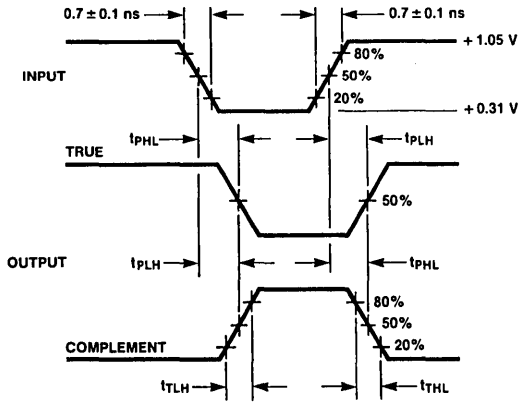 0.7 ± 0.1 ns
0.7 ± 0.1 ns
+ 1.05 V
80%
INPUT
50%
20%
+ 0.31 V
tPHL
tPLH
TRUE
50%
OUTPUT
tPLH
tPHL
80%
50%
COMPLEMENT
20%
tTLH
tTHL